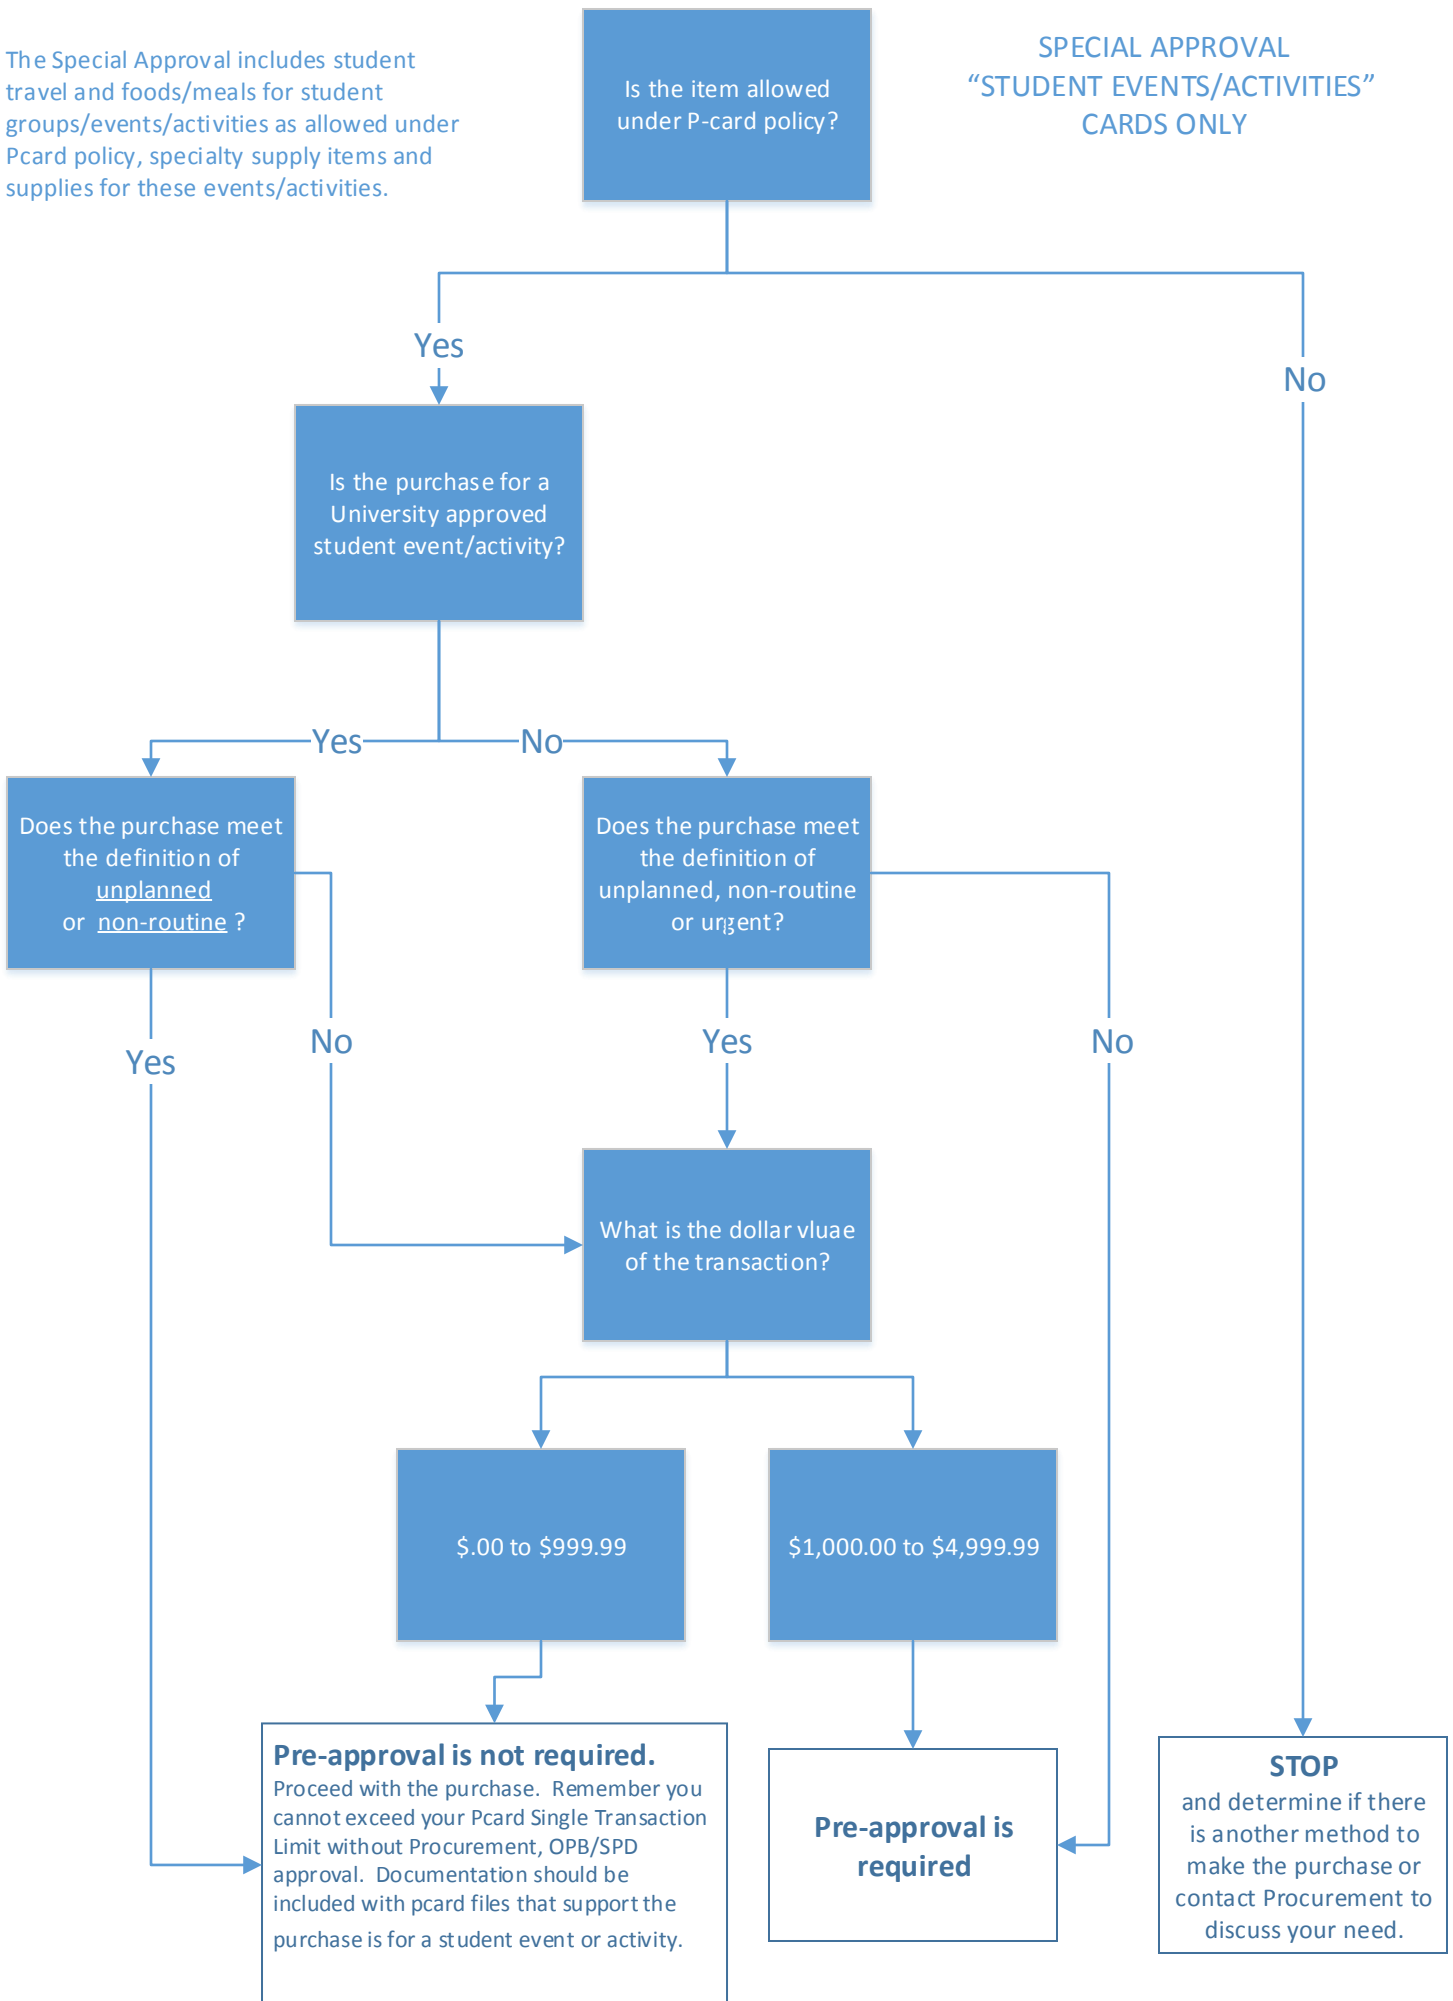 The Special Approval includes student
travel and foods/meals for student
groups/events/activities as allowed under
Pcard policy, specialty supply items and
supplies for these events/activities.
Is the item allowed
under P-card policy?
SPECIAL APPROVAL
“STUDENT EVENTS/ACTIVITIES”
CARDS ONLY
Yes
No
Is the purchase for a
University approved
student event/activity?
Yes
No
Does the purchase meet
the definition of
unplanned
or non-routine ?
Does the purchase meet
the definition of
unplanned, non-routine
or urgent?
Yes
No
Yes
No
What is the dollar vluae
of the transaction?
$.00 to $999.99
$1,000.00 to $4,999.99
Pre-approval is not required.
Proceed with the purchase. Remember you
cannot exceed your Pcard Single Transaction
Limit without Procurement, OPB/SPD
approval. Documentation should be
included with pcard files that support the
purchase is for a student event or activity.
Pre-approval is
required
STOP
and determine if there
is another method to
make the purchase or
contact Procurement to
discuss your need.